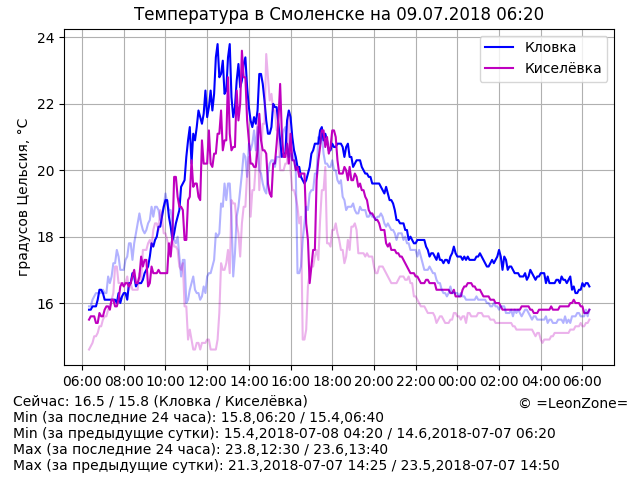 Температура в Смоленске на 09.07.2018 06:20
Кловка
Киселёвка
градусов Цельсия, °C
24
22
20
18
16
06:00 08:00 10:00 12:00 14:00 16:00 18:00 20:00 22:00 00:00 02:00 04:00 06:00
Сейчас: 16.5 / 15.8 (Кловка / Киселёвка)
© =LeonZone=
Min (за последние 24 часа): 15.8,06:20 / 15.4,06:40
Min (за предыдущие сутки): 15.4,2018-07-08 04:20 / 14.6,2018-07-07 06:20
Max (за последние 24 часа): 23.8,12:30 / 23.6,13:40
Max (за предыдущие сутки): 21.3,2018-07-07 14:25 / 23.5,2018-07-07 14:50